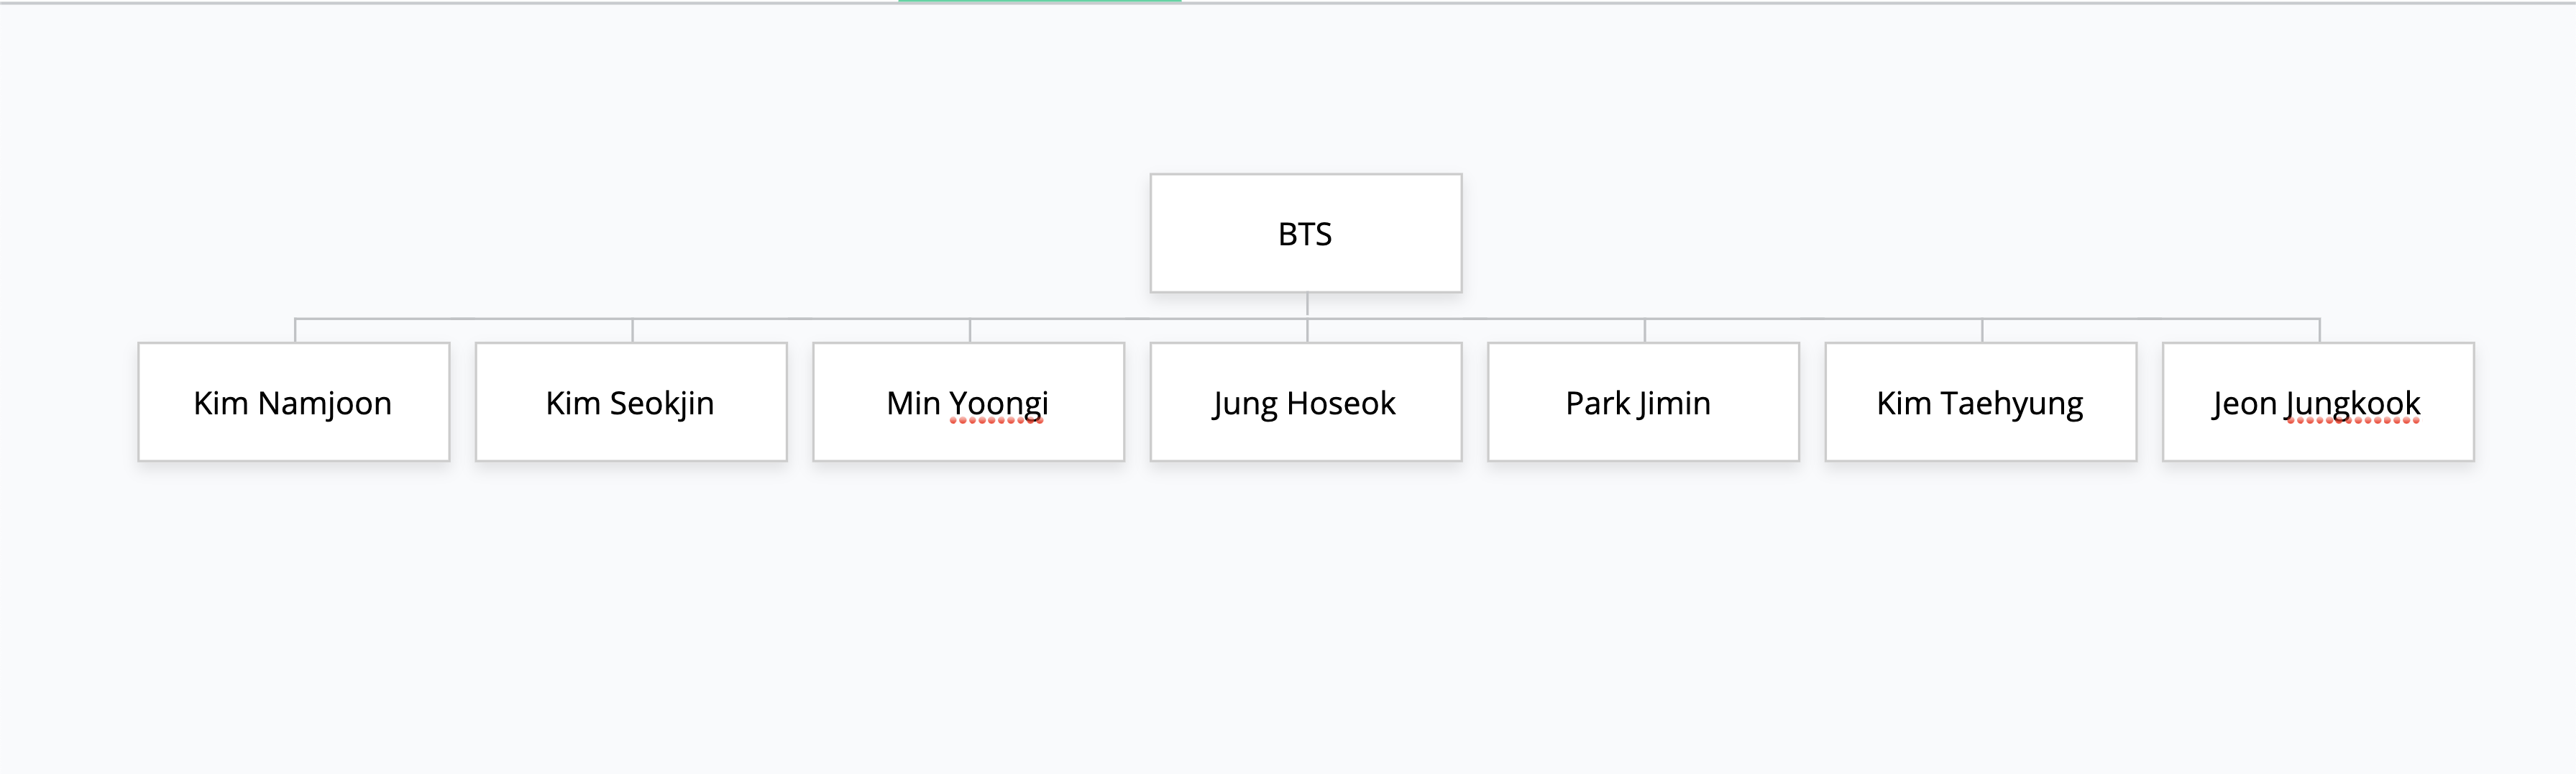 BTS
Kim Namjoon
Kim Seokjin
Min Yoongi
Jung Hoseok
Park Jimin
Kim Taehyung
Jeon Jungkook